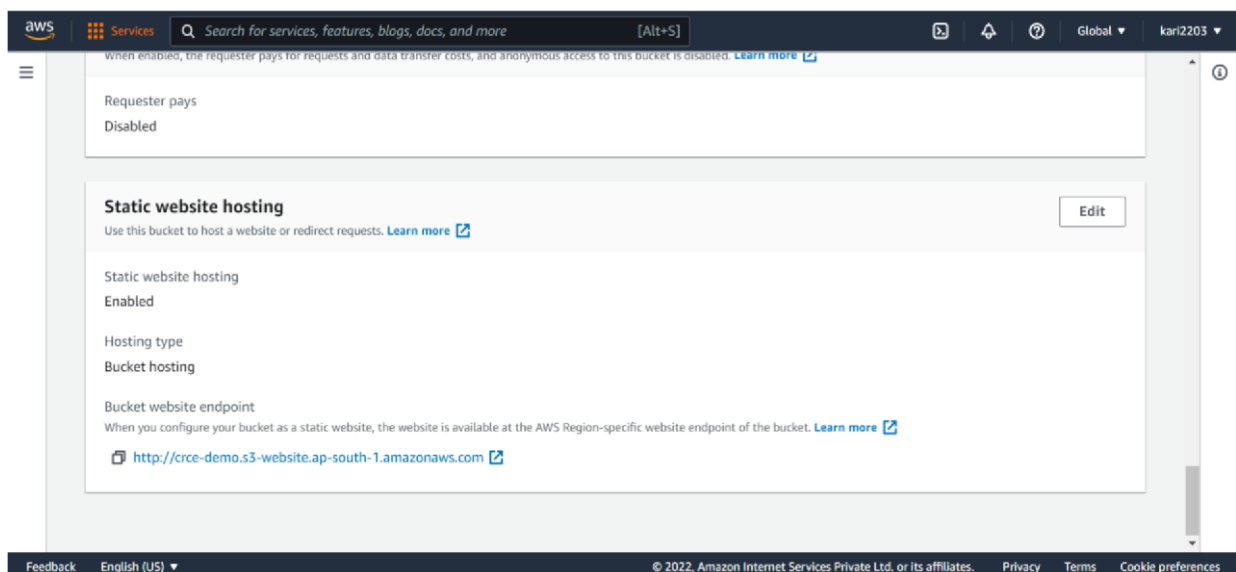 aws Services Search for services, features, blogs, docs, and more [Alt+S] Global ▼ kari2203 ▼
When enabled, the requester pays for requests and data transfer costs, and anonymous access to this bucket is disabled. Learn more
Requester pays
Disabled
Static website hosting
Edit
Use this bucket to host a website or redirect requests. Learn more
Static website hosting
Enabled
Hosting type
Bucket hosting
Bucket website endpoint
When you configure your bucket as a static website, the website is available at the AWS Region-specific website endpoint of the bucket. Learn more
http://crce-demo.s3-website.ap-south-1.amazonaws.com
Feedback English (US) ▼ © 2022, Amazon Internet Services Private Ltd. or its affiliates. Privacy Terms Cookie preferences